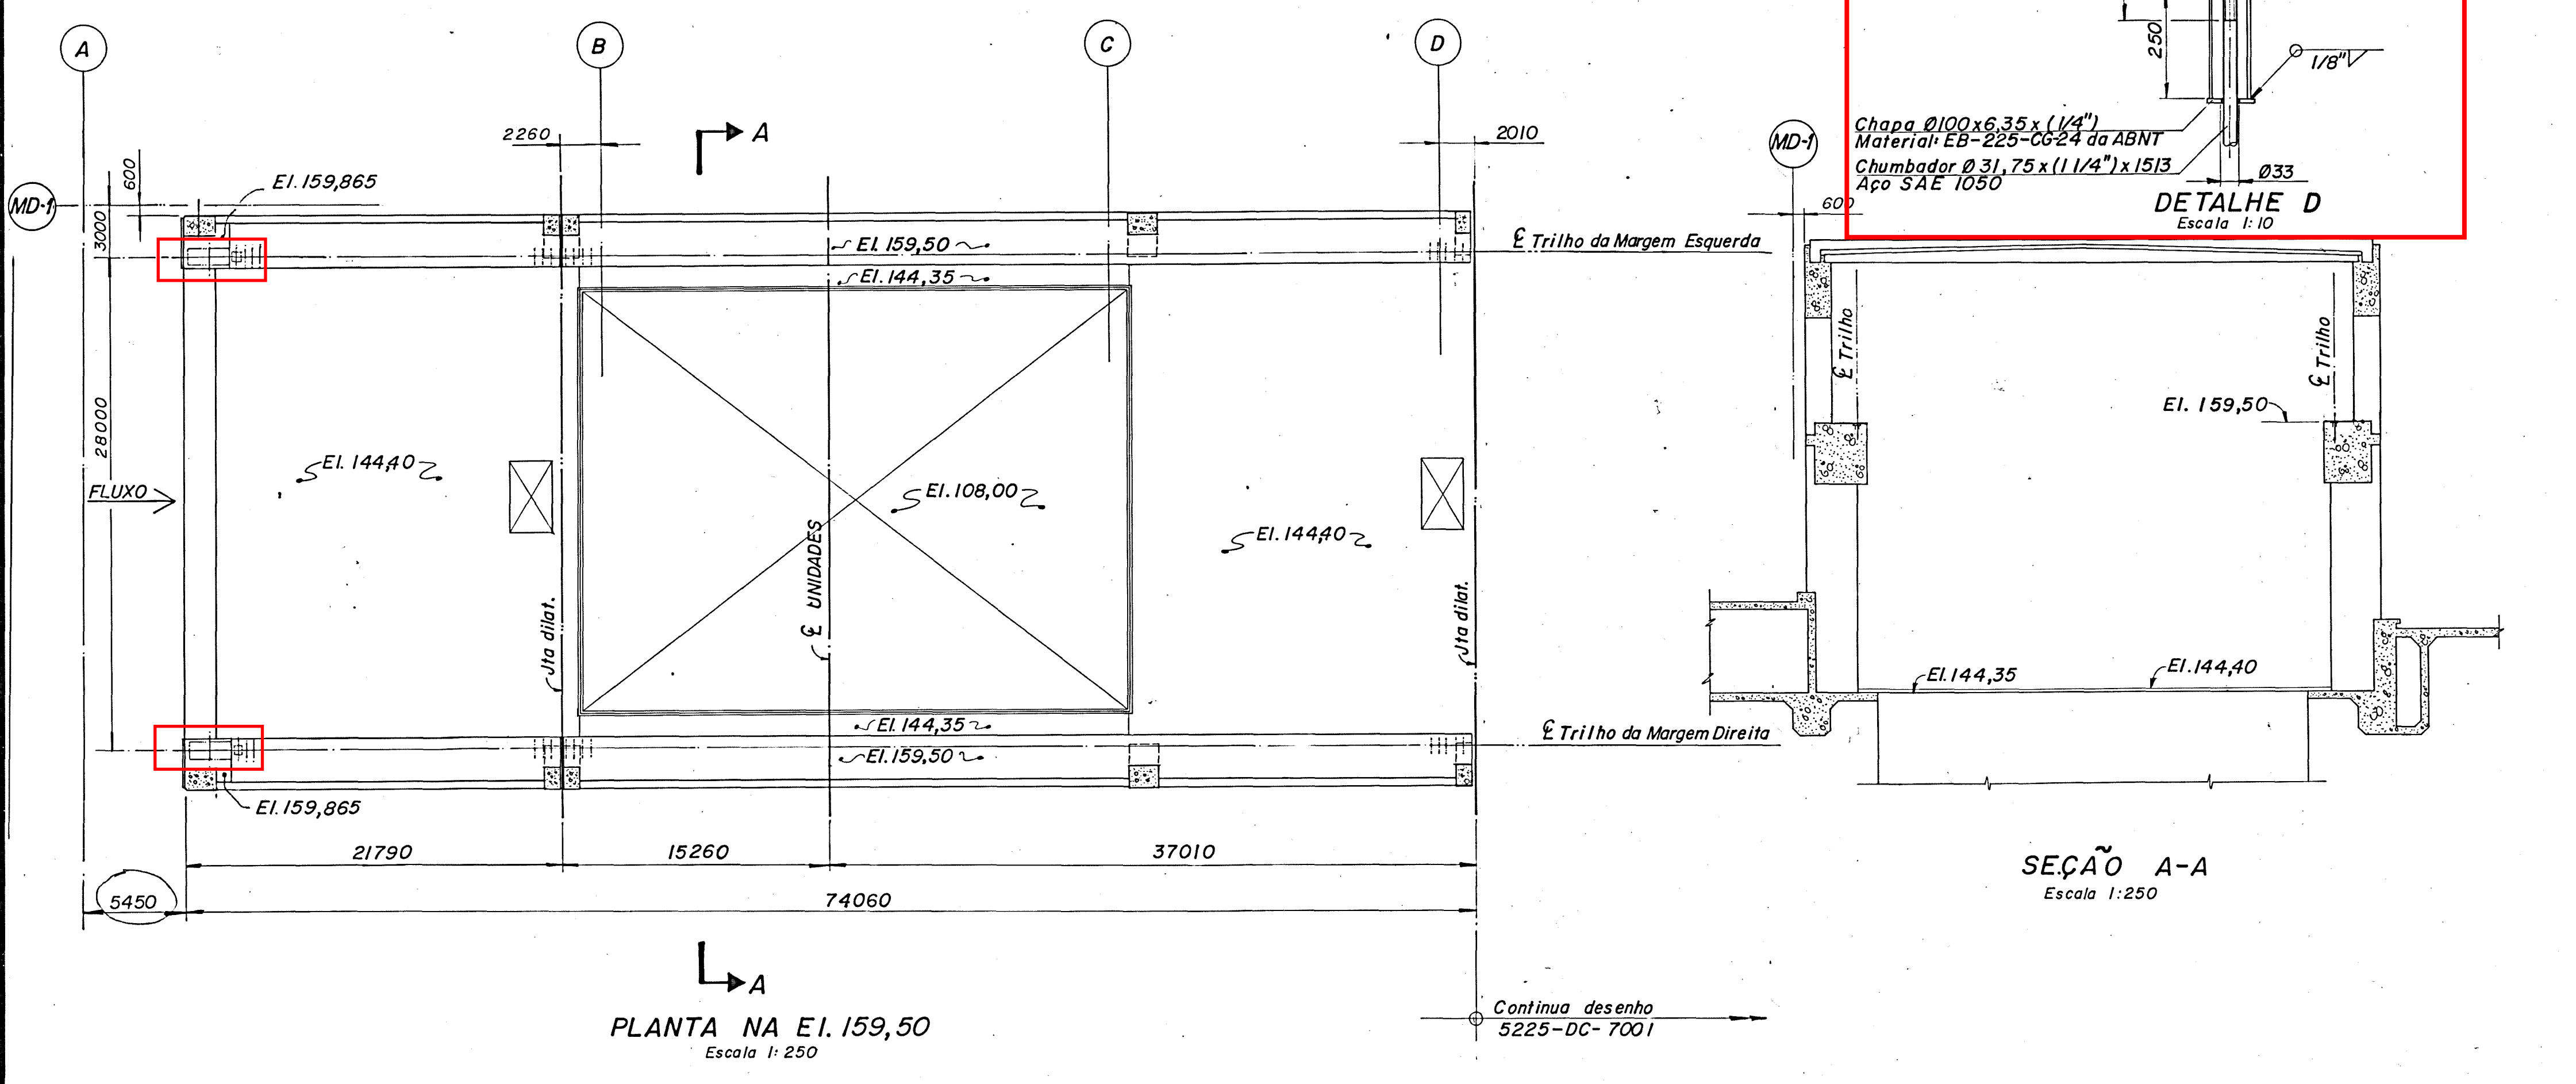 A
B
C
D
2260
A
2010
600
MD-1
3000
El. 159,865
El. 159,50
℄ Trilho da Margem Esquerda
El. 144,35
28000
El. 144,40
FLUXO
El. 108,00
El. 144,40
℄ UNIDADES
Jta dilat.
Jta dilat.
El. 144,35
El. 159,50
℄ Trilho da Margem Direita
El. 159,865
21790
15260
37010
5450
74060
A
PLANTA NA El. 159,50
Escala 1:250
Continua desenho
5225-DC-7001
250
1/8"
Chapa Ø100x6,35x(1/4")
Material: EB-225-CG-24 da ABNT
Chumbador Ø31,75x(1 1/4")x1513
Aço SAE 1050
Ø33
DETALHE D
Escala 1:10
MD-1
600
℄ Trilho
℄ Trilho
El. 159,50
El. 144,35
El. 144,40
SEÇÃO A-A
Escala 1:250